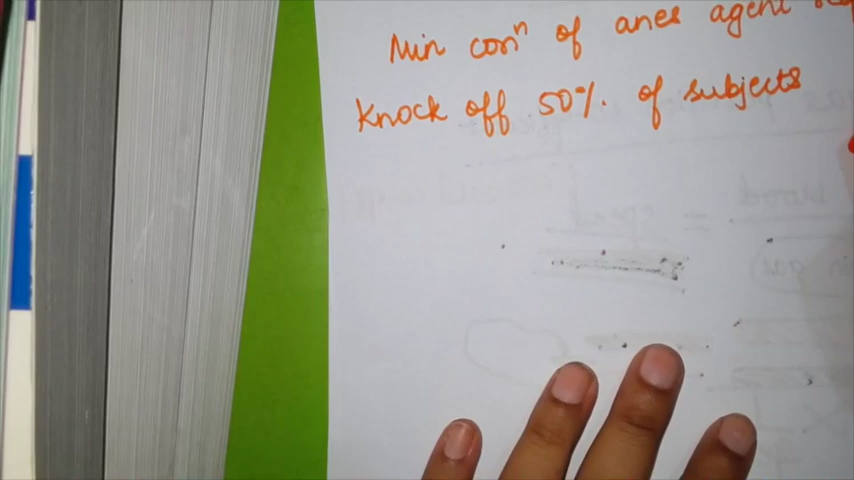 Min conⁿ of anes agent
Knock off 50% of subjects